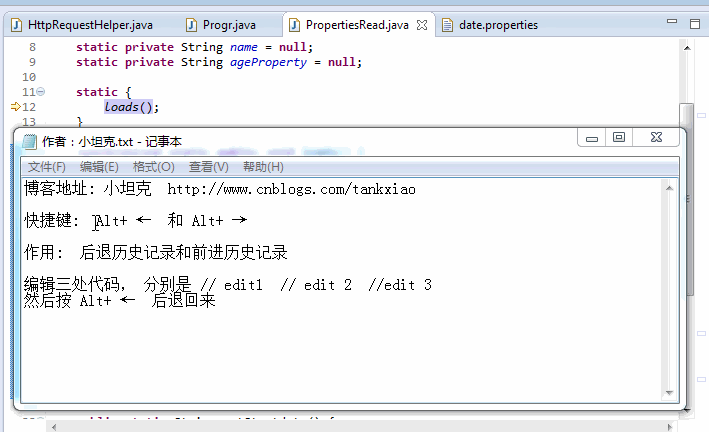 HttpRequestHelper.java
Progr.java
PropertiesRead.java
date.properties
8 static private String name = null;
9 static private String ageProperty = null;
10
11 static {
12 loads();
13 }
作者：小坦克.txt - 记事本
文件(F) 编辑(E) 格式(O) 查看(V) 帮助(H)
博客地址: 小坦克 http://www.cnblogs.com/tankxiao
快捷键: Alt+ ← 和 Alt+ →
作用: 后退历史记录和前进历史记录
编辑三处代码, 分别是 // edit1 // edit 2 //edit 3
然后按 Alt+ ← 后退回来